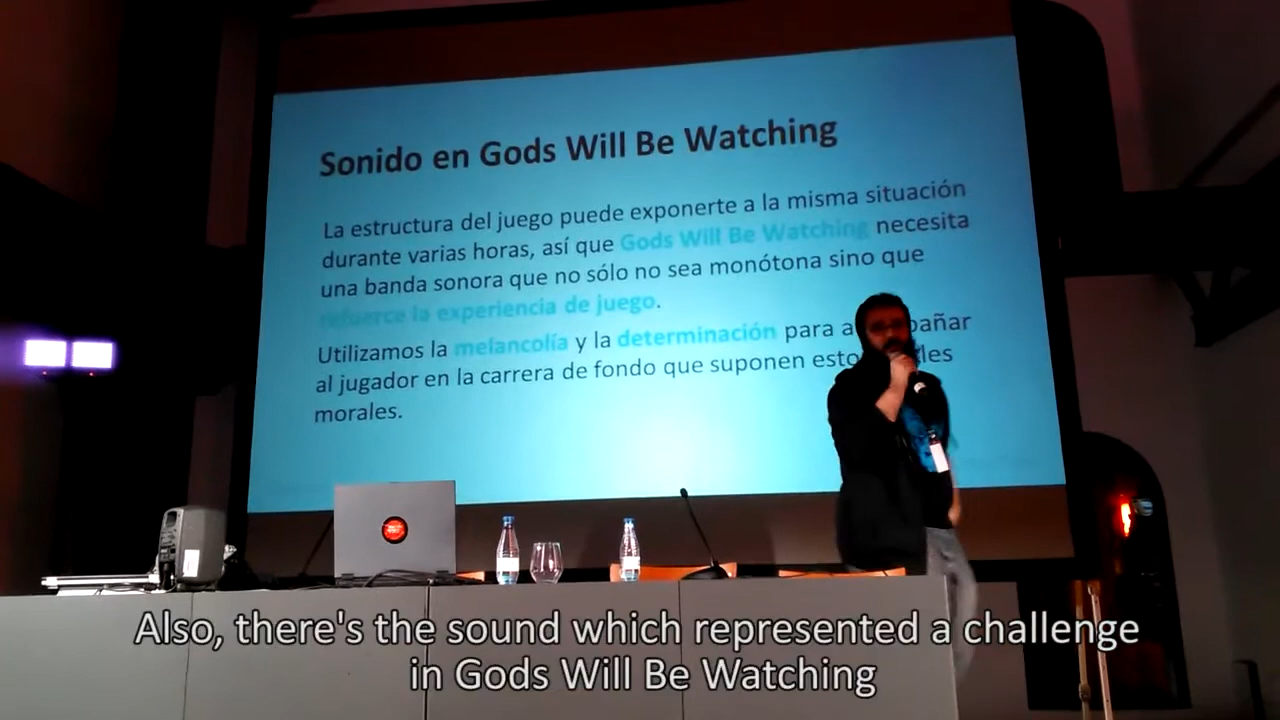 Sonido en Gods Will Be Watching
La estructura del juego puede exponerte a la misma situación
durante varias horas, así que Gods Will Be Watching necesita
una banda sonora que no sólo no sea monótona sino que
refuerce la experiencia de juego.
Utilizamos la melancolía y la determinación para a pañar
al jugador en la carrera de fondo que suponen esto les
morales.
Also, there's the sound which represented a challenge
in Gods Will Be Watching